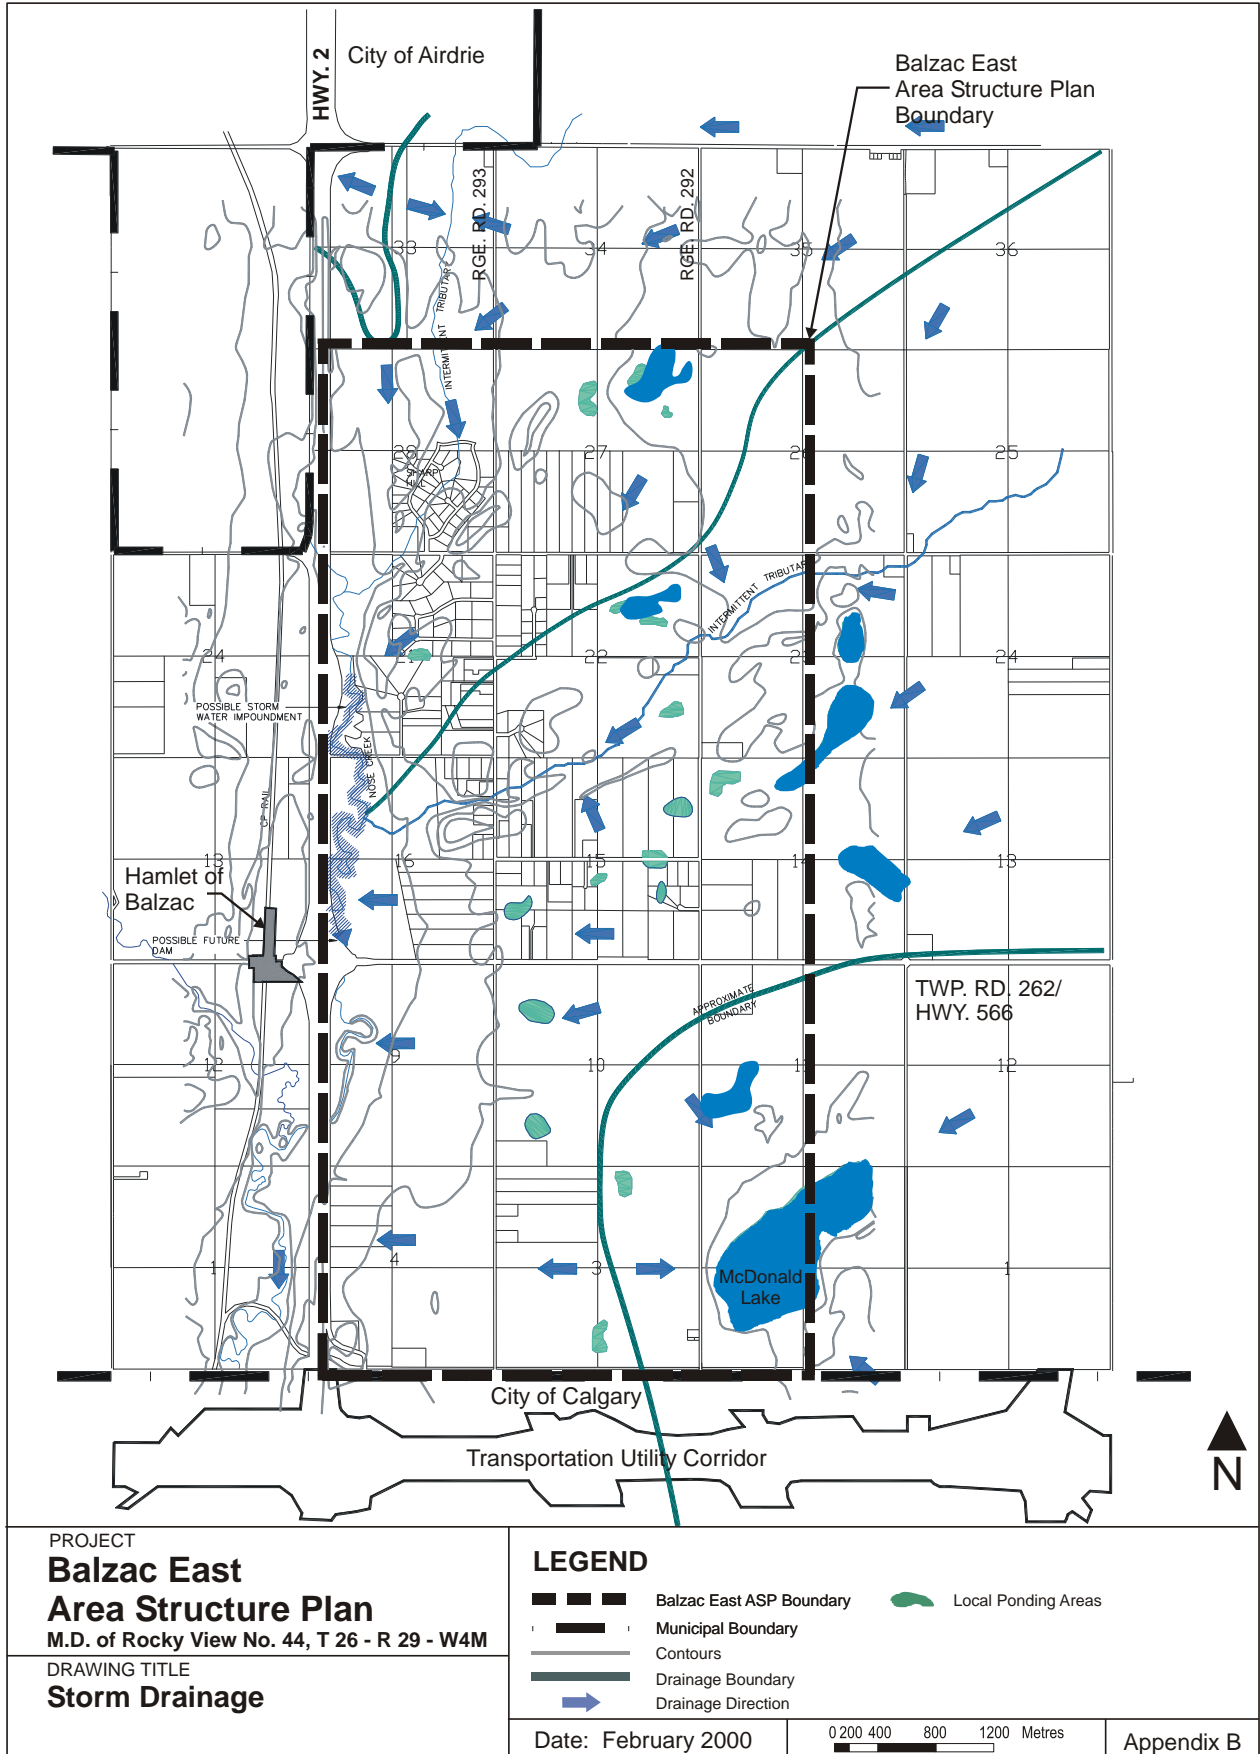 City of Airdrie
HWY. 2
Balzac East
Area Structure Plan
Boundary
RGE. RD. 293
RGE. RD. 292
33
34
35
36
INTERMITTENT TRIBUTARY
INTERMITTENT TRIBUTARY
28
27
26
25
SHARP
HILL
24
21
22
23
24
POSSIBLE STORM
WATER IMPOUNDMENT
NOSE CREEK
CP RAIL
13
16
15
14
13
Hamlet of
Balzac
POSSIBLE FUTURE
DAM
APPROXIMATE
BOUNDARY
TWP. RD. 262/
HWY. 566
12
9
10
11
12
1
4
3
1
McDonald
Lake
City of Calgary
Transportation Utility Corridor
N
PROJECT
Balzac East
Area Structure Plan
M.D. of Rocky View No. 44, T 26 - R 29 - W4M
DRAWING TITLE
Storm Drainage
LEGEND
Balzac East ASP Boundary
Local Ponding Areas
Municipal Boundary
Contours
Drainage Boundary
Drainage Direction
Date: February 2000
0 200 400 800 1200 Metres
Appendix B